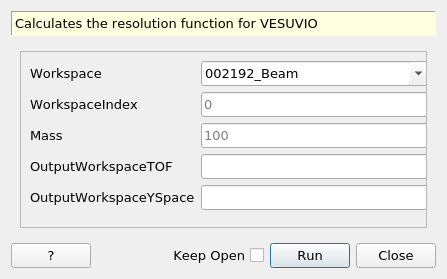 Calculates the resolution function for VESUVIO
Workspace 002192_Beam
WorkspaceIndex 0
Mass 100
OutputWorkspaceTOF
OutputWorkspaceYSpace
? Keep Open Run Close